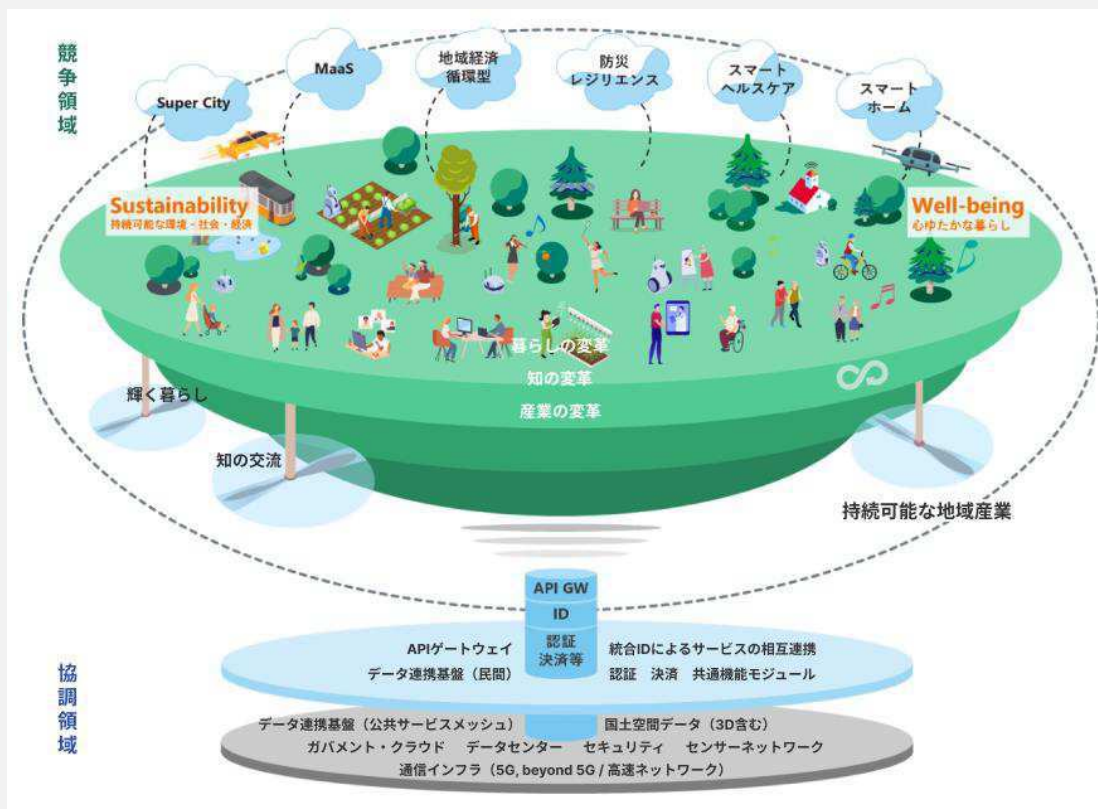 競争領域
Super City
MaaS
地域経済
循環型
防災
レジリエンス
スマート
ヘルスケア
スマート
ホーム
Sustainability
持続可能な環境・社会・経済
Well-being
心ゆたかな暮らし
暮らしの変革
知の変革
産業の変革
輝く暮らし
知の交流
持続可能な地域産業
API GW
ID
認証
決済等
協調領域
APIゲートウェイ
統合IDによるサービスの相互連携
データ連携基盤（民間）
認証 決済 共通機能モジュール
データ連携基盤（公共サービスメッシュ）
国土空間データ（3D含む）
ガバメント・クラウド データセンター セキュリティ センサーネットワーク
通信インフラ（5G, beyond 5G / 高速ネットワーク）